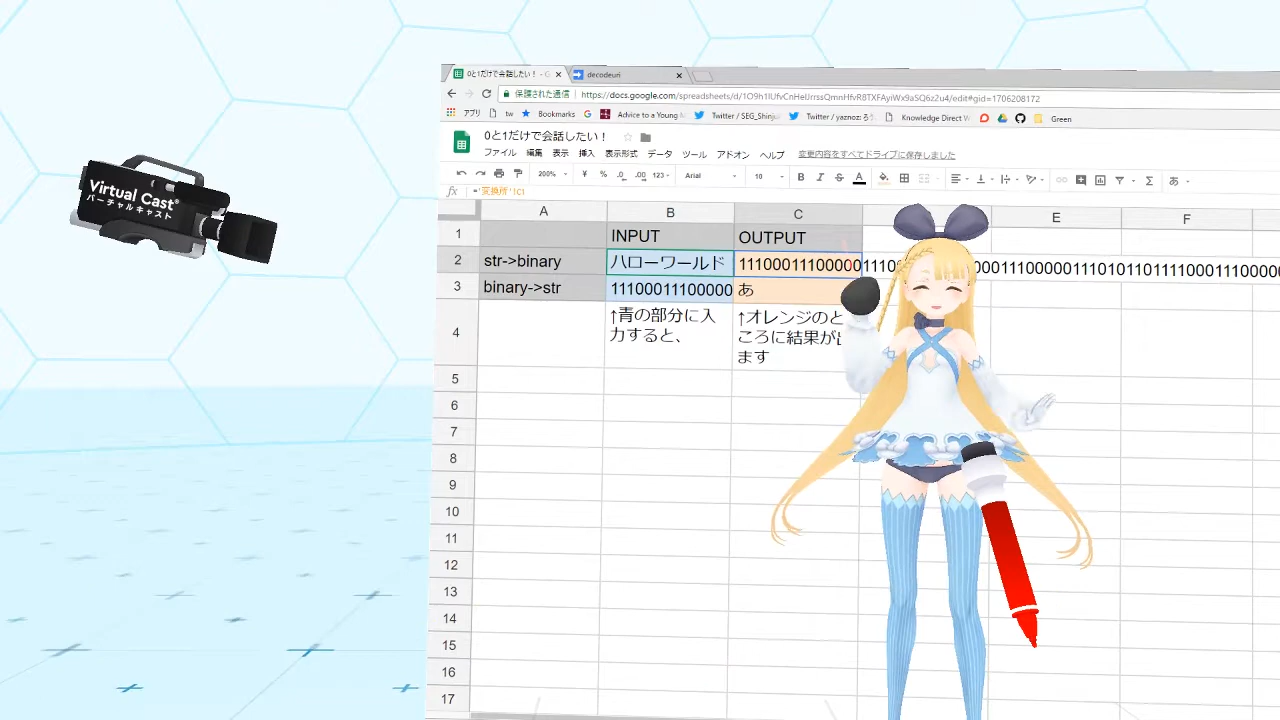 Virtual Cast
バーチャルキャスト
0と1だけで会話したい！ - G
decodeuri
保護された通信
https://docs.google.com/spreadsheets/d/1O9h1IUfvCnHeUrrssQmnHfvR8TXFAyiWx9aSQ6z2u4/edit#gid=1706208172
アプリ
tw
Bookmarks
Advice to a Young M
Twitter / SEG_Shinju
Twitter / yaznoz:ろ
Knowledge Direct W
Green
0と1だけで会話したい！
ファイル 編集 表示 挿入 表示形式 データ ツール アドオン ヘルプ 変更内容をすべてドライブに保存しました
200% ¥ % .0 .00 123 Arial 10 B I S A Σ あ
fx ='変換所'!C1
A B C E F
1 INPUT OUTPUT
2 str->binary ハローワールド
3 binary->str 11100011100000 あ
4 ↑青の部分に入力すると、 ↑オレンジのところに結果が出ます
5
6
7
8
9
10
11
12
13
14
15
16
17